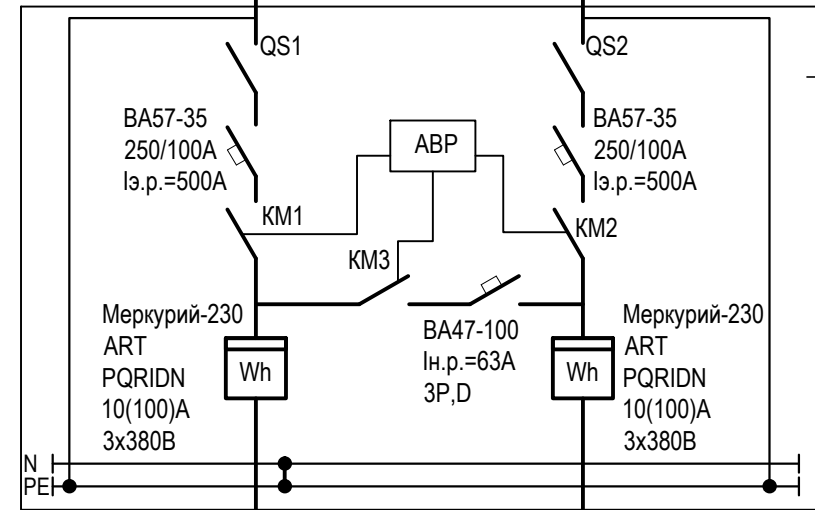 QS1
QS2
ВА57-35
250/100А
Iэ.р.=500А
АВР
ВА57-35
250/100А
Iэ.р.=500А
КМ1
КМ2
КМ3
Меркурий-230
ART
PQRIDN
10(100)А
3х380В
Wh
ВА47-100
Iн.р.=63А
3Р,D
Wh
Меркурий-230
ART
PQRIDN
10(100)А
3х380В
N
PE